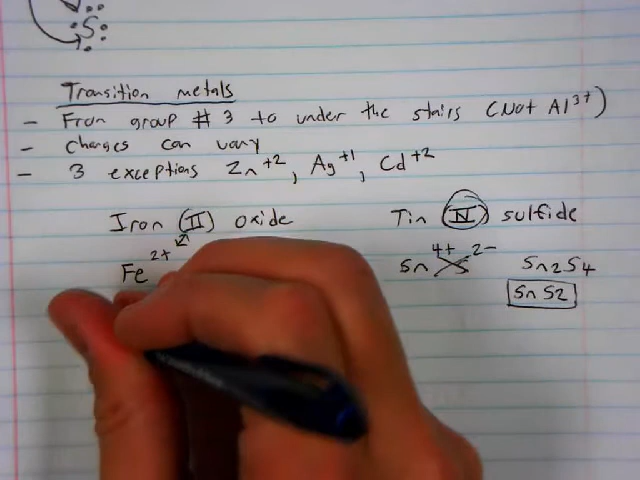 S
Transition metals
- From group # 3 to under the stairs (Not Al³⁺)
- Charges can vary
- 3 exceptions Zn⁺², Ag⁺¹, Cd⁺²
Iron (II) oxide
Tin (IV) sulfide
Fe²⁺
Sn⁴⁺ S²⁻
Sn₂S₄
SnS₂